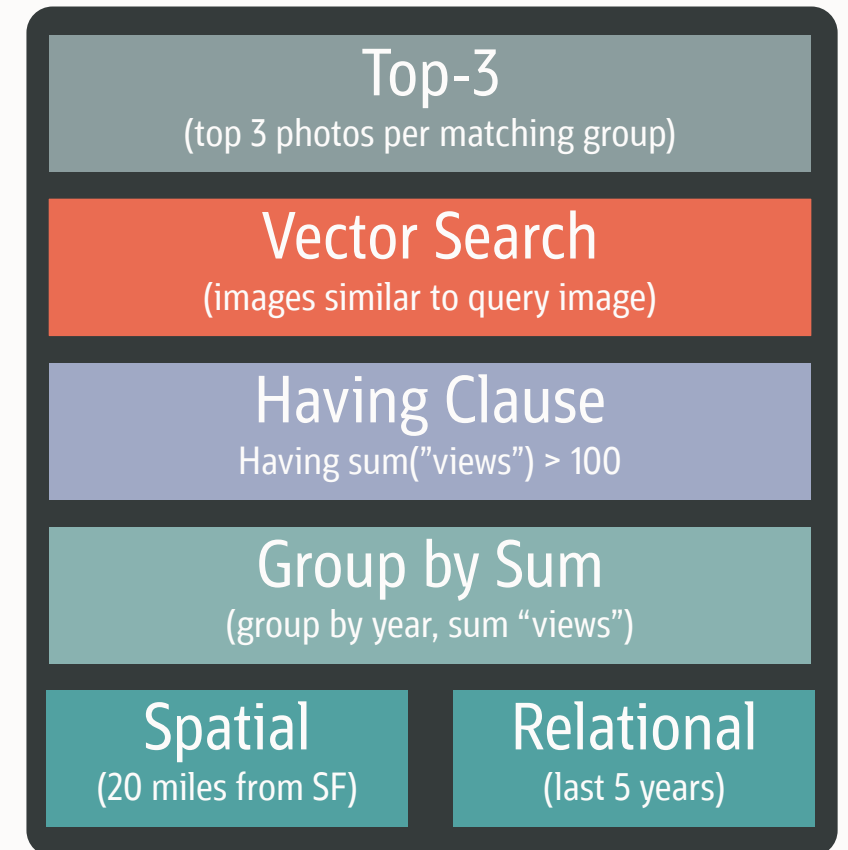 Top-3
(top 3 photos per matching group)
Vector Search
(images similar to query image)
Having Clause
Having sum(”views”) > 100
Group by Sum
(group by year, sum “views”)
Spatial
(20 miles from SF)
Relational
(last 5 years)